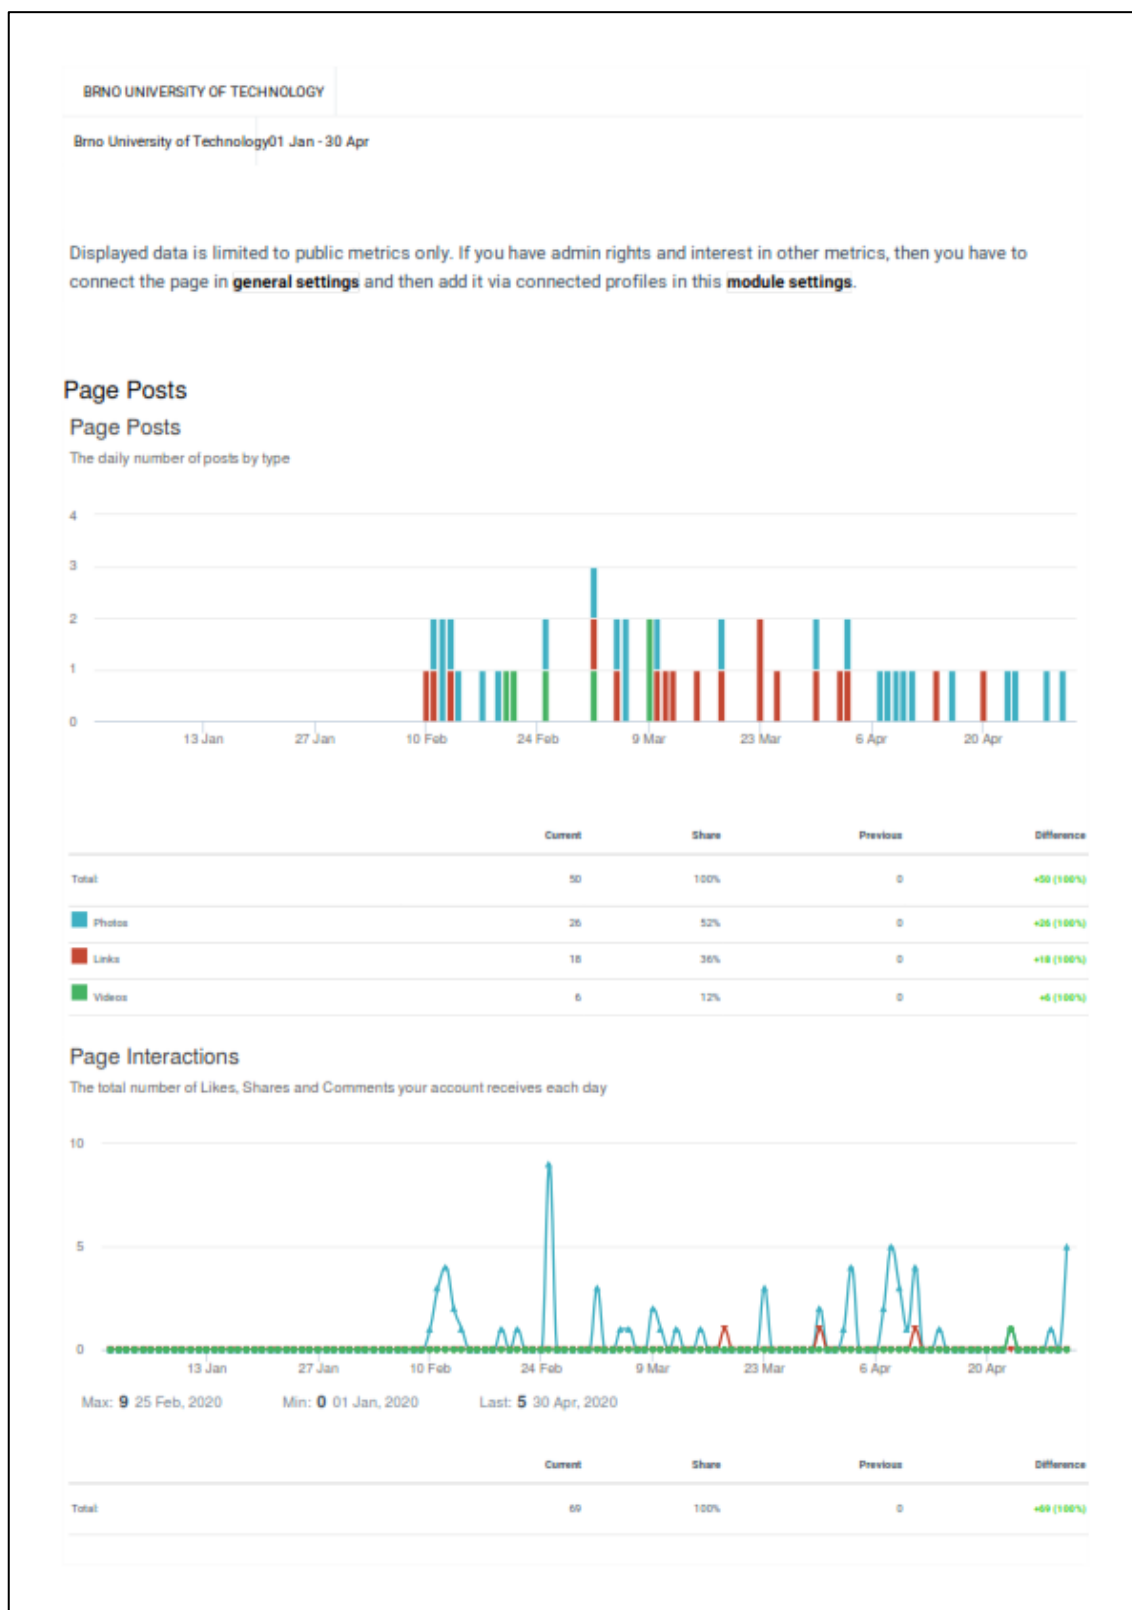 BRNO UNIVERSITY OF TECHNOLOGY
Brno University of Technology01 Jan - 30 Apr
Displayed data is limited to public metrics only. If you have admin rights and interest in other metrics, then you have to
connect the page in general settings and then add it via connected profiles in this module settings.
Page Posts
Page Posts
The daily number of posts by type
4
3
2
1
0
13 Jan 27 Jan 10 Feb 24 Feb 9 Mar 23 Mar 6 Apr 20 Apr
Current Share Previous Difference
Total: 50 100% 0 +50 (100%)
Photos 26 52% 0 +26 (100%)
Links 18 36% 0 +18 (100%)
Videos 6 12% 0 +6 (100%)
Page Interactions
The total number of Likes, Shares and Comments your account receives each day
10
5
0
13 Jan 27 Jan 10 Feb 24 Feb 9 Mar 23 Mar 6 Apr 20 Apr
Max: 9 25 Feb, 2020 Min: 0 01 Jan, 2020 Last: 5 30 Apr, 2020
Current Share Previous Difference
Total: 69 100% 0 +69 (100%)